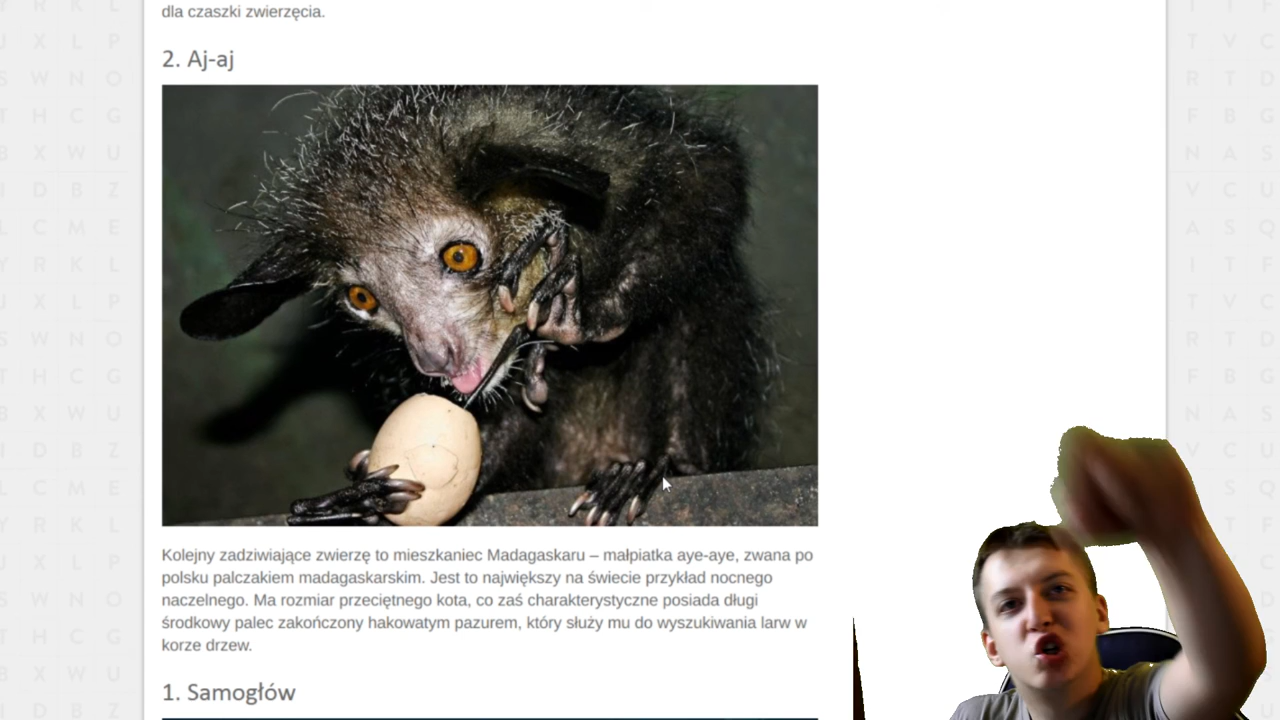 dla czaszki zwierzęcia.
2. Aj-aj
Kolejny zadziwiające zwierzę to mieszkaniec Madagaskaru – małpiatka aye-aye, zwana po
polsku palczakiem madagaskarskim. Jest to największy na świecie przykład nocnego
naczelnego. Ma rozmiar przeciętnego kota, co zaś charakterystyczne posiada długi
środkowy palec zakończony hakowatym pazurem, który służy mu do wyszukiwania larw w
korze drzew.
1. Samogłów